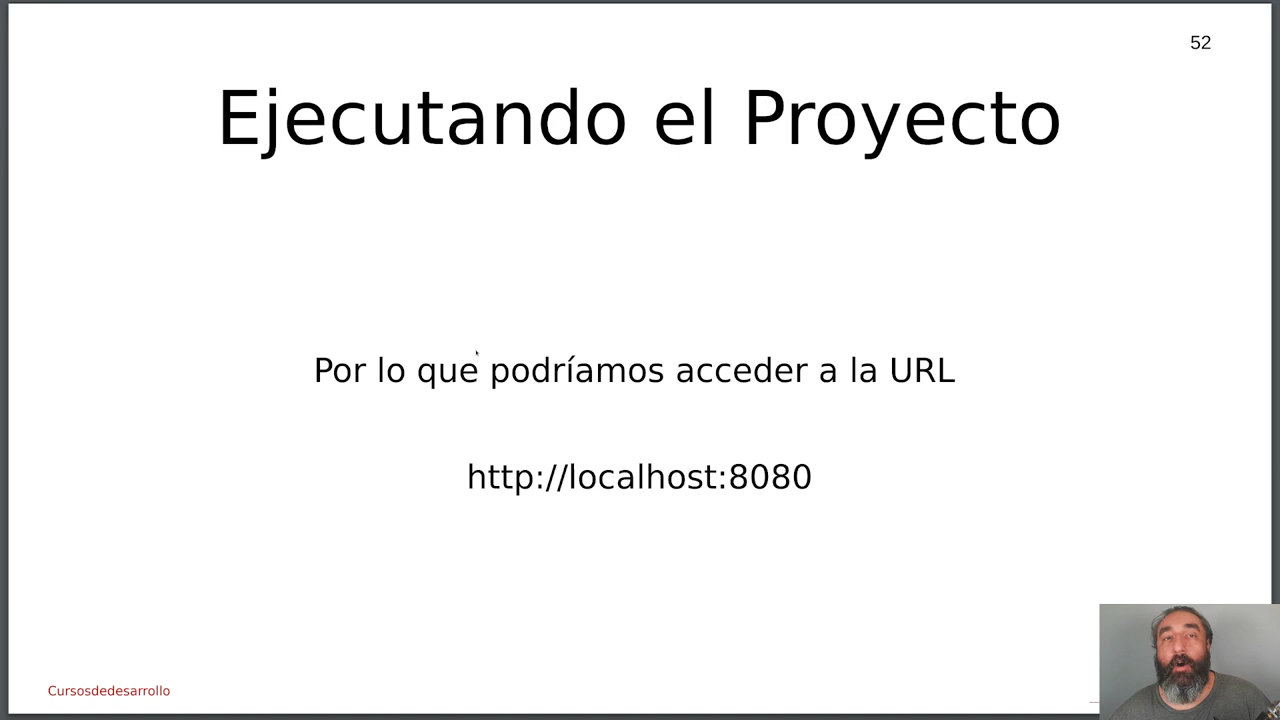 52
Ejecutando el Proyecto
Por lo que podríamos acceder a la URL
http://localhost:8080
Cursosdedesarrollo